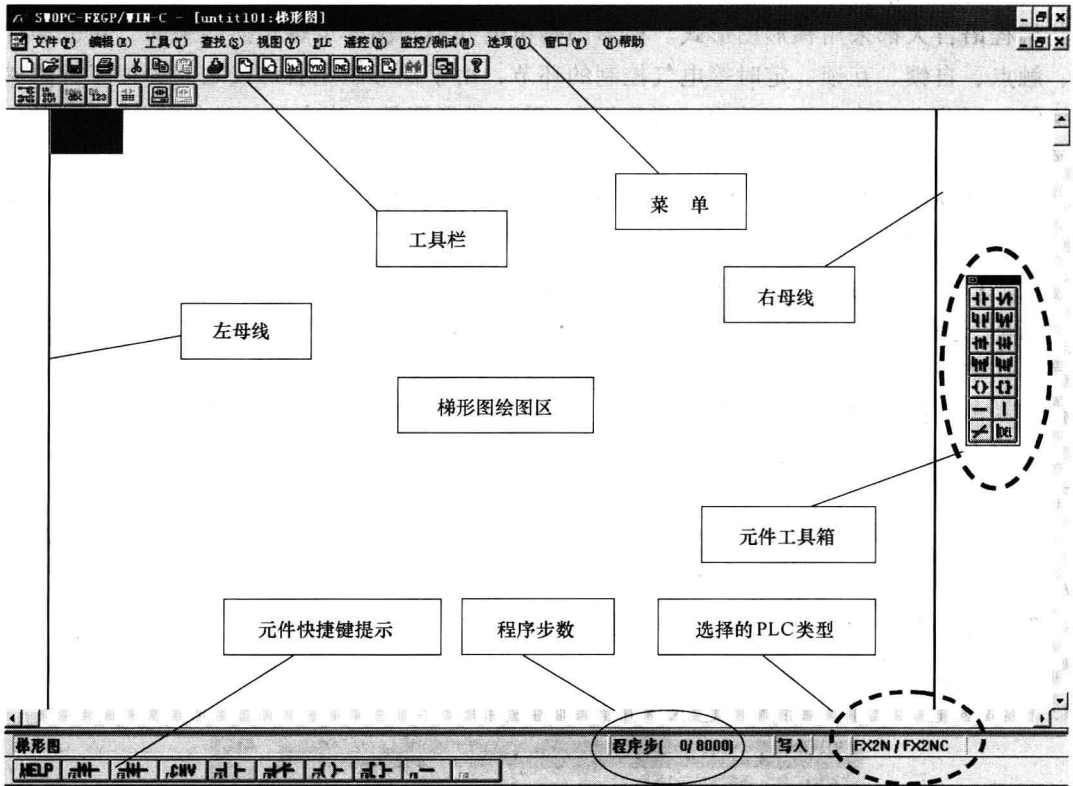 SWOPC-FXGP/WIN-C - [untit101:梯形图]
文件(F) 编辑(E) 工具(T) 查找(S) 视图(V) PLC 遥控(R) 监控/测试(M) 选项(O) 窗口(W) (H)帮助
abc 123
菜 单
工具栏
右母线
左母线
梯形图绘图区
DEL
元件工具箱
元件快捷键提示
程序步数
选择的PLC类型
梯形图 程序步[ 0/8000] 写入 FX2N / FX2NC
HELP CNV